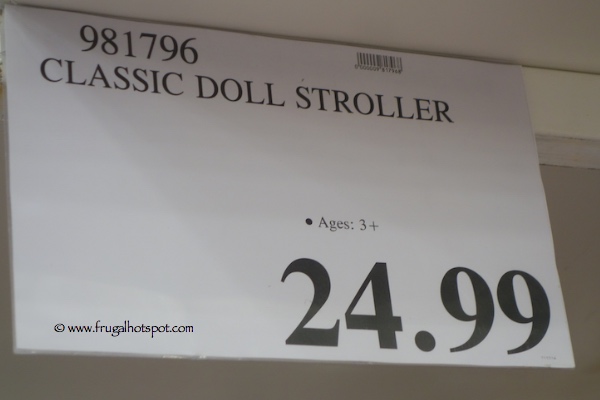 981796
CLASSIC DOLL STROLLER
• Ages: 3+
24.99
© www.frugalhotspot.com